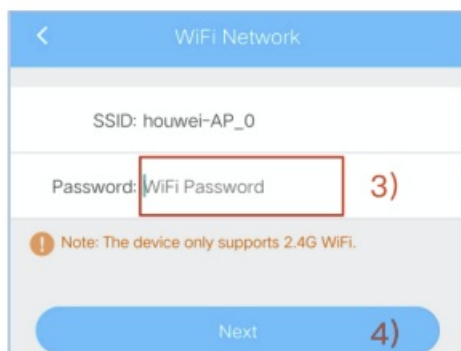 WiFi Network
SSID: houwei-AP_0
Password: WiFi Password 3)
Note: The device only supports 2.4G WiFi.
Next 4)